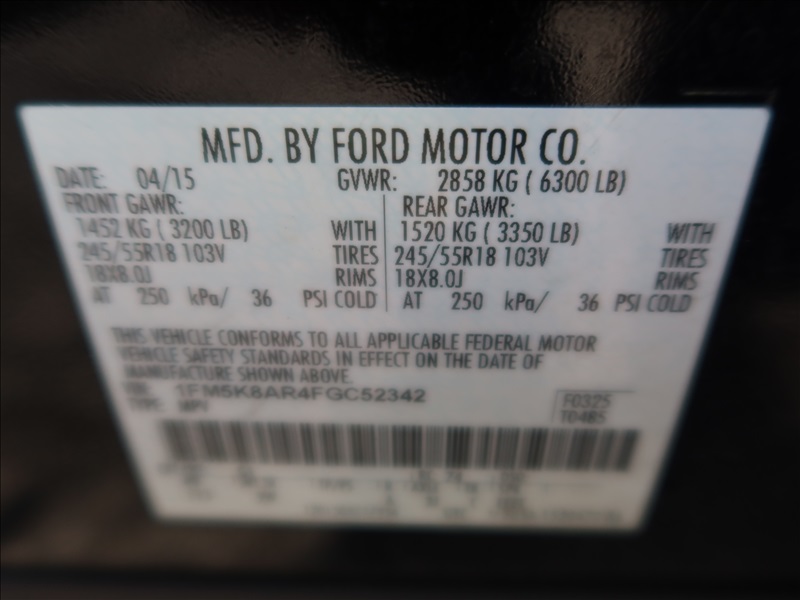 MFD. BY FORD MOTOR CO.
DATE: 04/15 GVWR: 2858 KG ( 6300 LB)
FRONT GAWR: REAR GAWR:
1452 KG ( 3200 LB) WITH 1520 KG ( 3350 LB) WITH
245/55R18 103V TIRES 245/55R18 103V TIRES
18X8.0J RIMS 18X8.0J RIMS
AT 250 kPa/ 36 PSI COLD AT 250 kPa/ 36 PSI COLD
THIS VEHICLE CONFORMS TO ALL APPLICABLE FEDERAL MOTOR
VEHICLE SAFETY STANDARDS IN EFFECT ON THE DATE OF
MANUFACTURE SHOWN ABOVE.
VIN: 1FM5K8AR4FGC52342 F0325
TYPE: MPV T0485